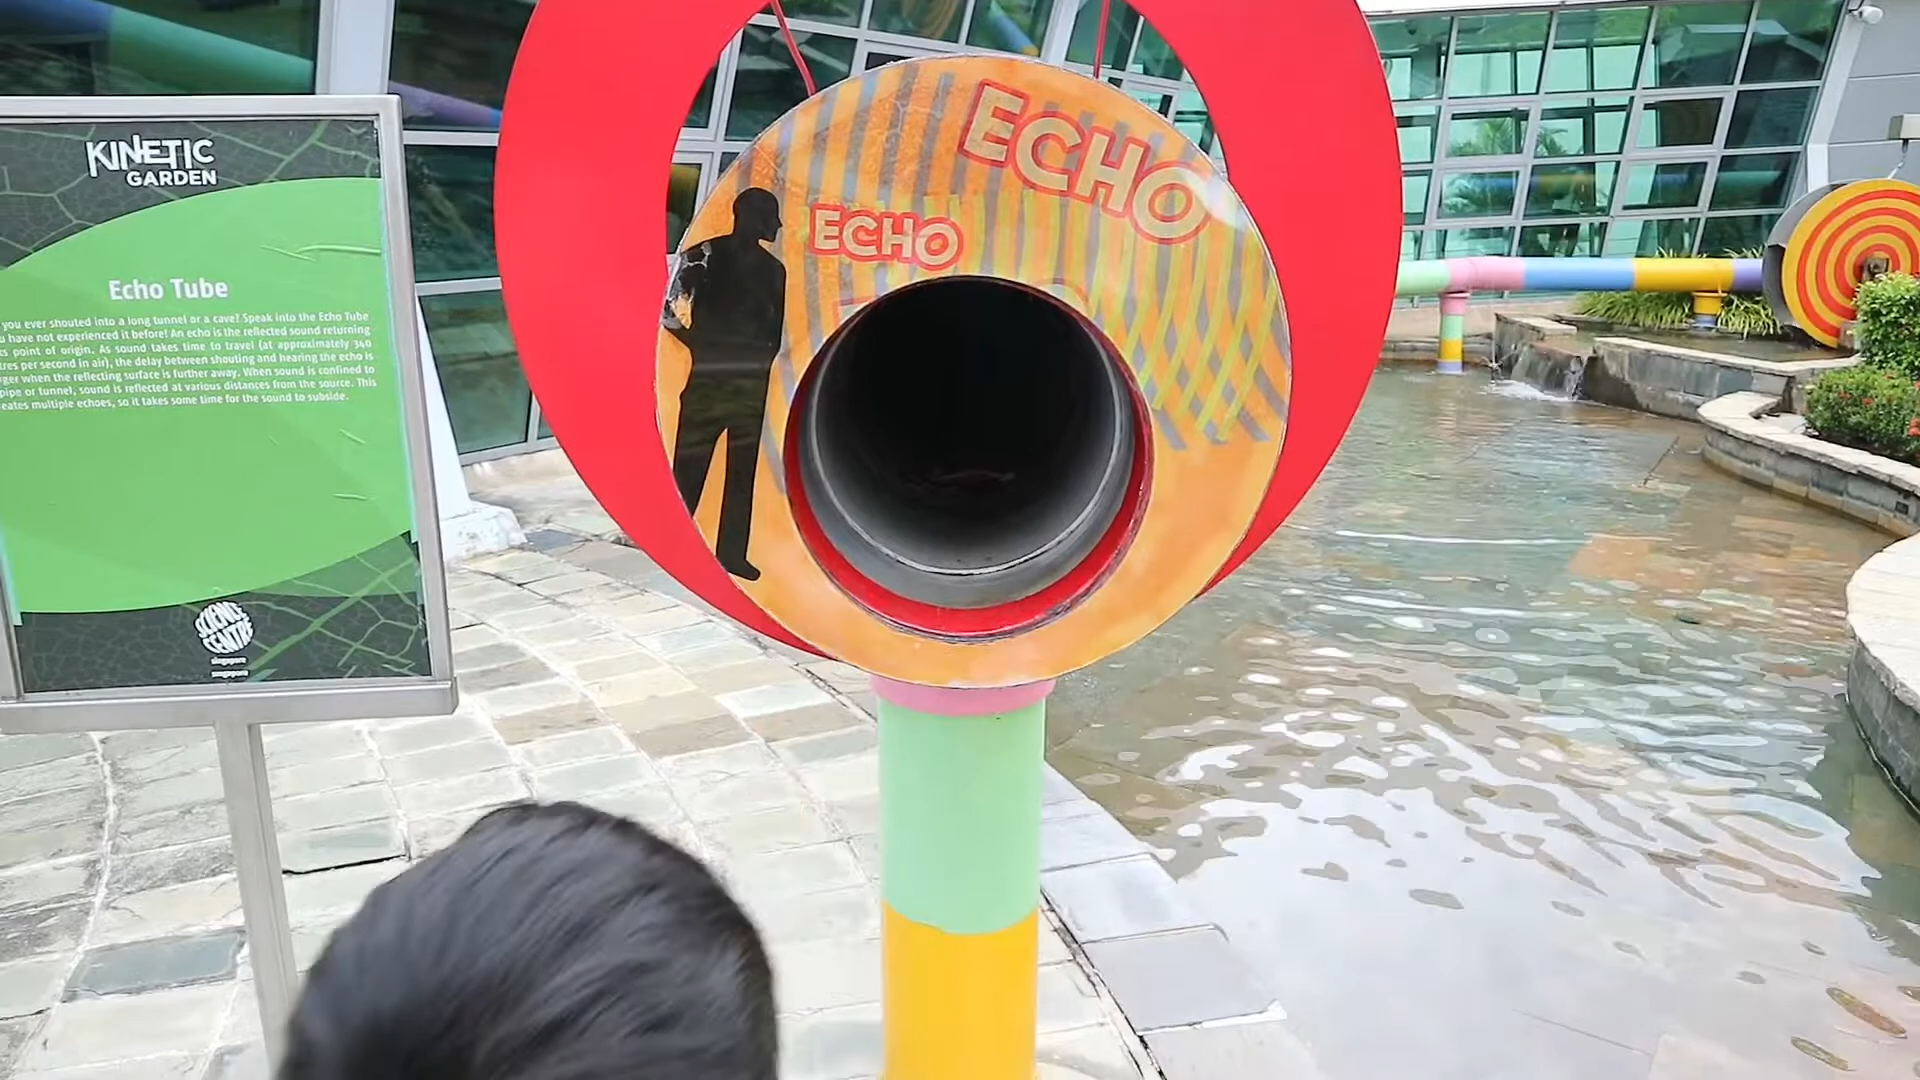 KINETIC
GARDEN
Echo Tube
you ever shouted into a long tunnel or a cave? Speak into the Echo Tube
have not experienced it before! An echo is the reflected sound returning
point of origin. As sound takes time to travel (at approximately 340
per second in air), the delay between shouting and hearing the echo is
when the reflecting surface is further away. When sound is confined to
pipe or tunnel, sound is reflected at various distances from the source. This
multiple echoes, so it takes some time for the sound to subside.
SCIENCE
CENTRE
singapore
singapore
ECHO
ECHO